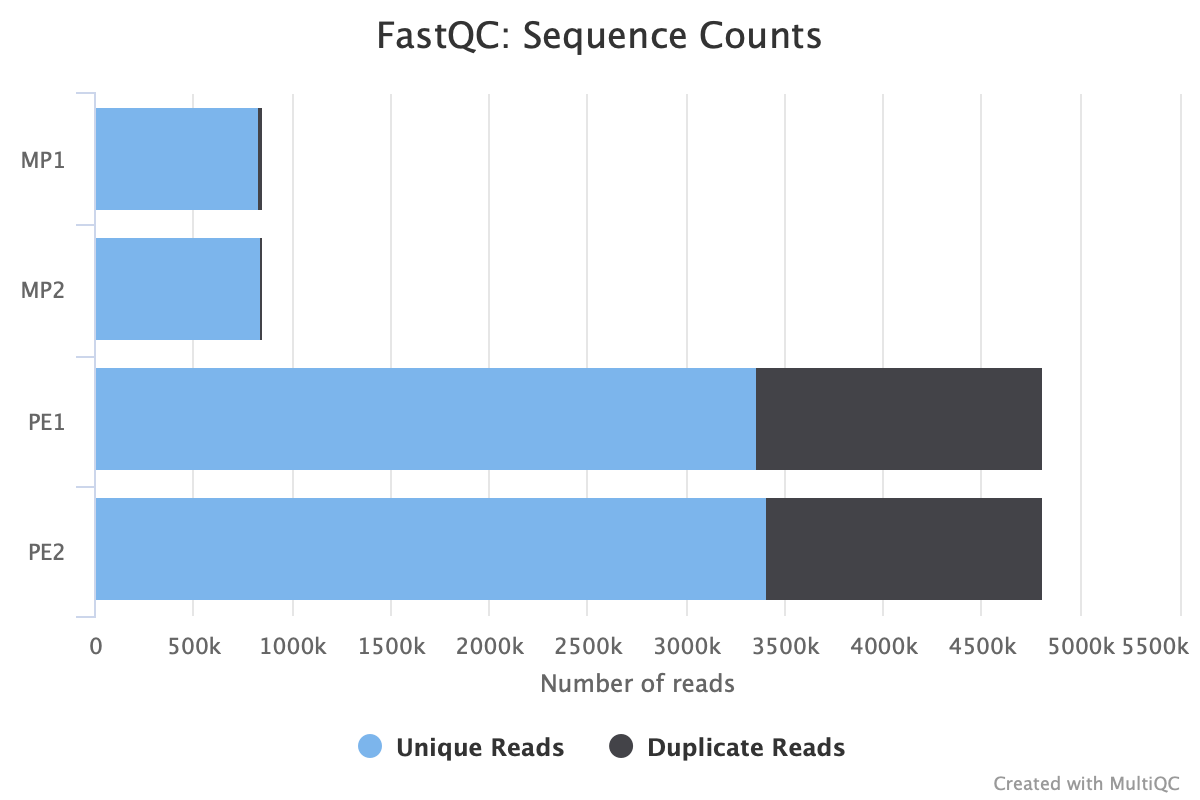 FastQC: Sequence Counts
MP1
MP2
PE1
PE2
0 500k 1000k 1500k 2000k 2500k 3000k 3500k 4000k 4500k 5000k 5500k
Number of reads
Unique Reads Duplicate Reads
Created with MultiQC